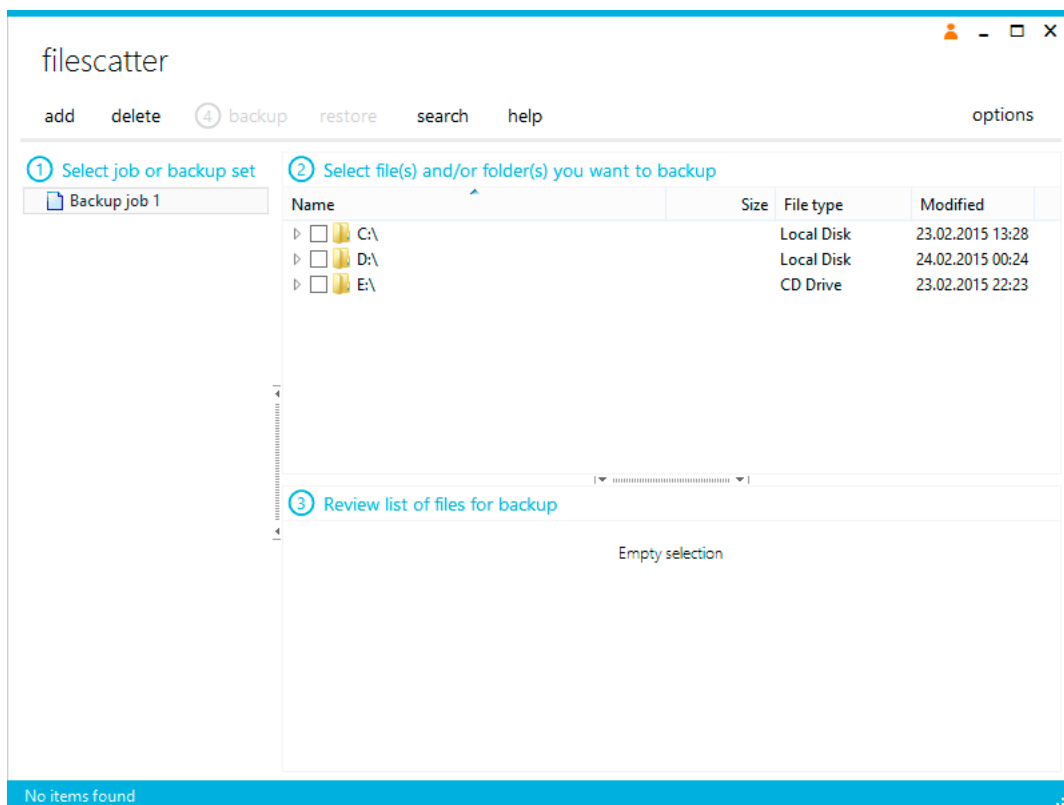 filescatter
add delete 4 backup restore search help options
1 Select job or backup set
Backup job 1
2 Select file(s) and/or folder(s) you want to backup
Name Size File type Modified
C:\ Local Disk 23.02.2015 13:28
D:\ Local Disk 24.02.2015 00:24
E:\ CD Drive 23.02.2015 22:23
3 Review list of files for backup
Empty selection
No items found